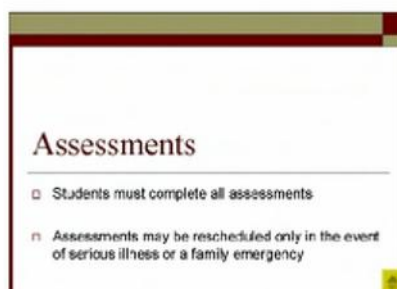 Assessments
Students must complete all assessments
Assessments may be rescheduled only in the event
of serious illness or a family emergency